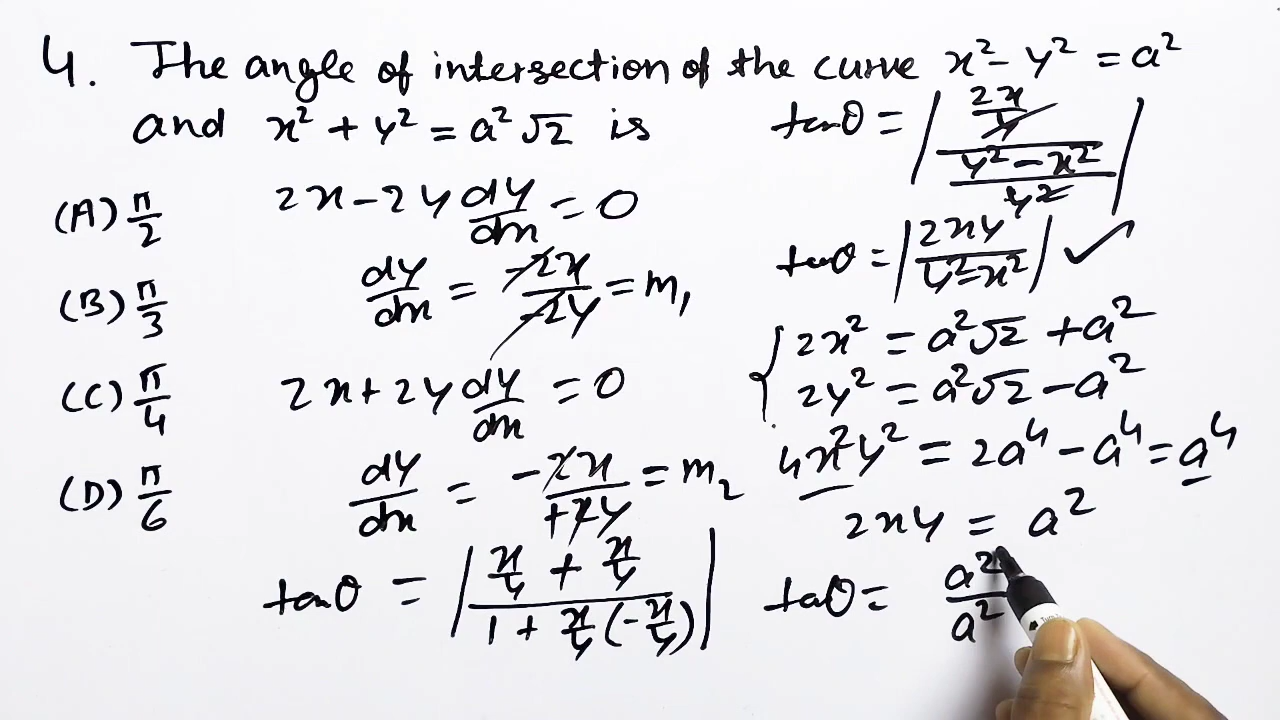 4. The angle of intersection of the curve x² - y² = a²
and x² + y² = a²√2 is
(A) π/2
(B) π/3
(C) π/4
(D) π/6
2x - 2y dy/dx = 0
dy/dx = -2x/-2y = m₁
2x + 2y dy/dx = 0
dy/dx = -2x/+2y = m₂
tanθ = | (x/y + x/y) / (1 + x/y(-x/y)) |
tanθ = | (2x/y) / ((y² - x²)/y²) |
tanθ = | 2xy / (y² - x²) | ✓
2x² = a²√2 + a²
2y² = a²√2 - a²
4x²y² = 2a⁴ - a⁴ = a⁴
2xy = a²
taθ = a²/a²